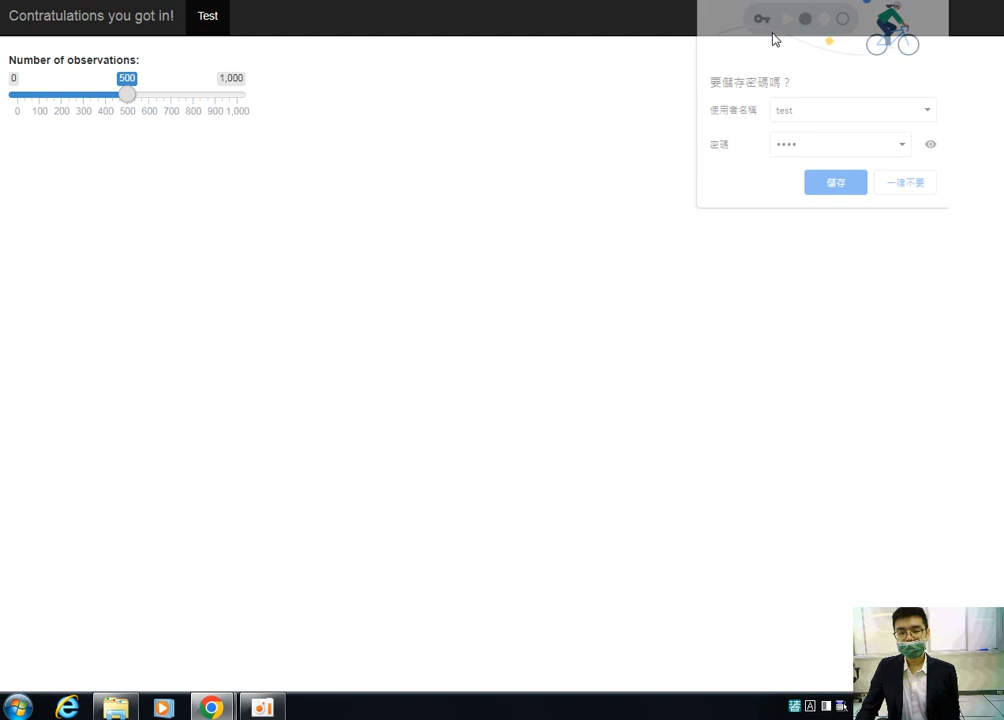 Contratulations you got in! Test
Number of observations:
0 500 1,000
0 100 200 300 400 500 600 700 800 900 1,000
要儲存密碼嗎？
使用者名稱 test
密碼 ••••
儲存 一律不要
A